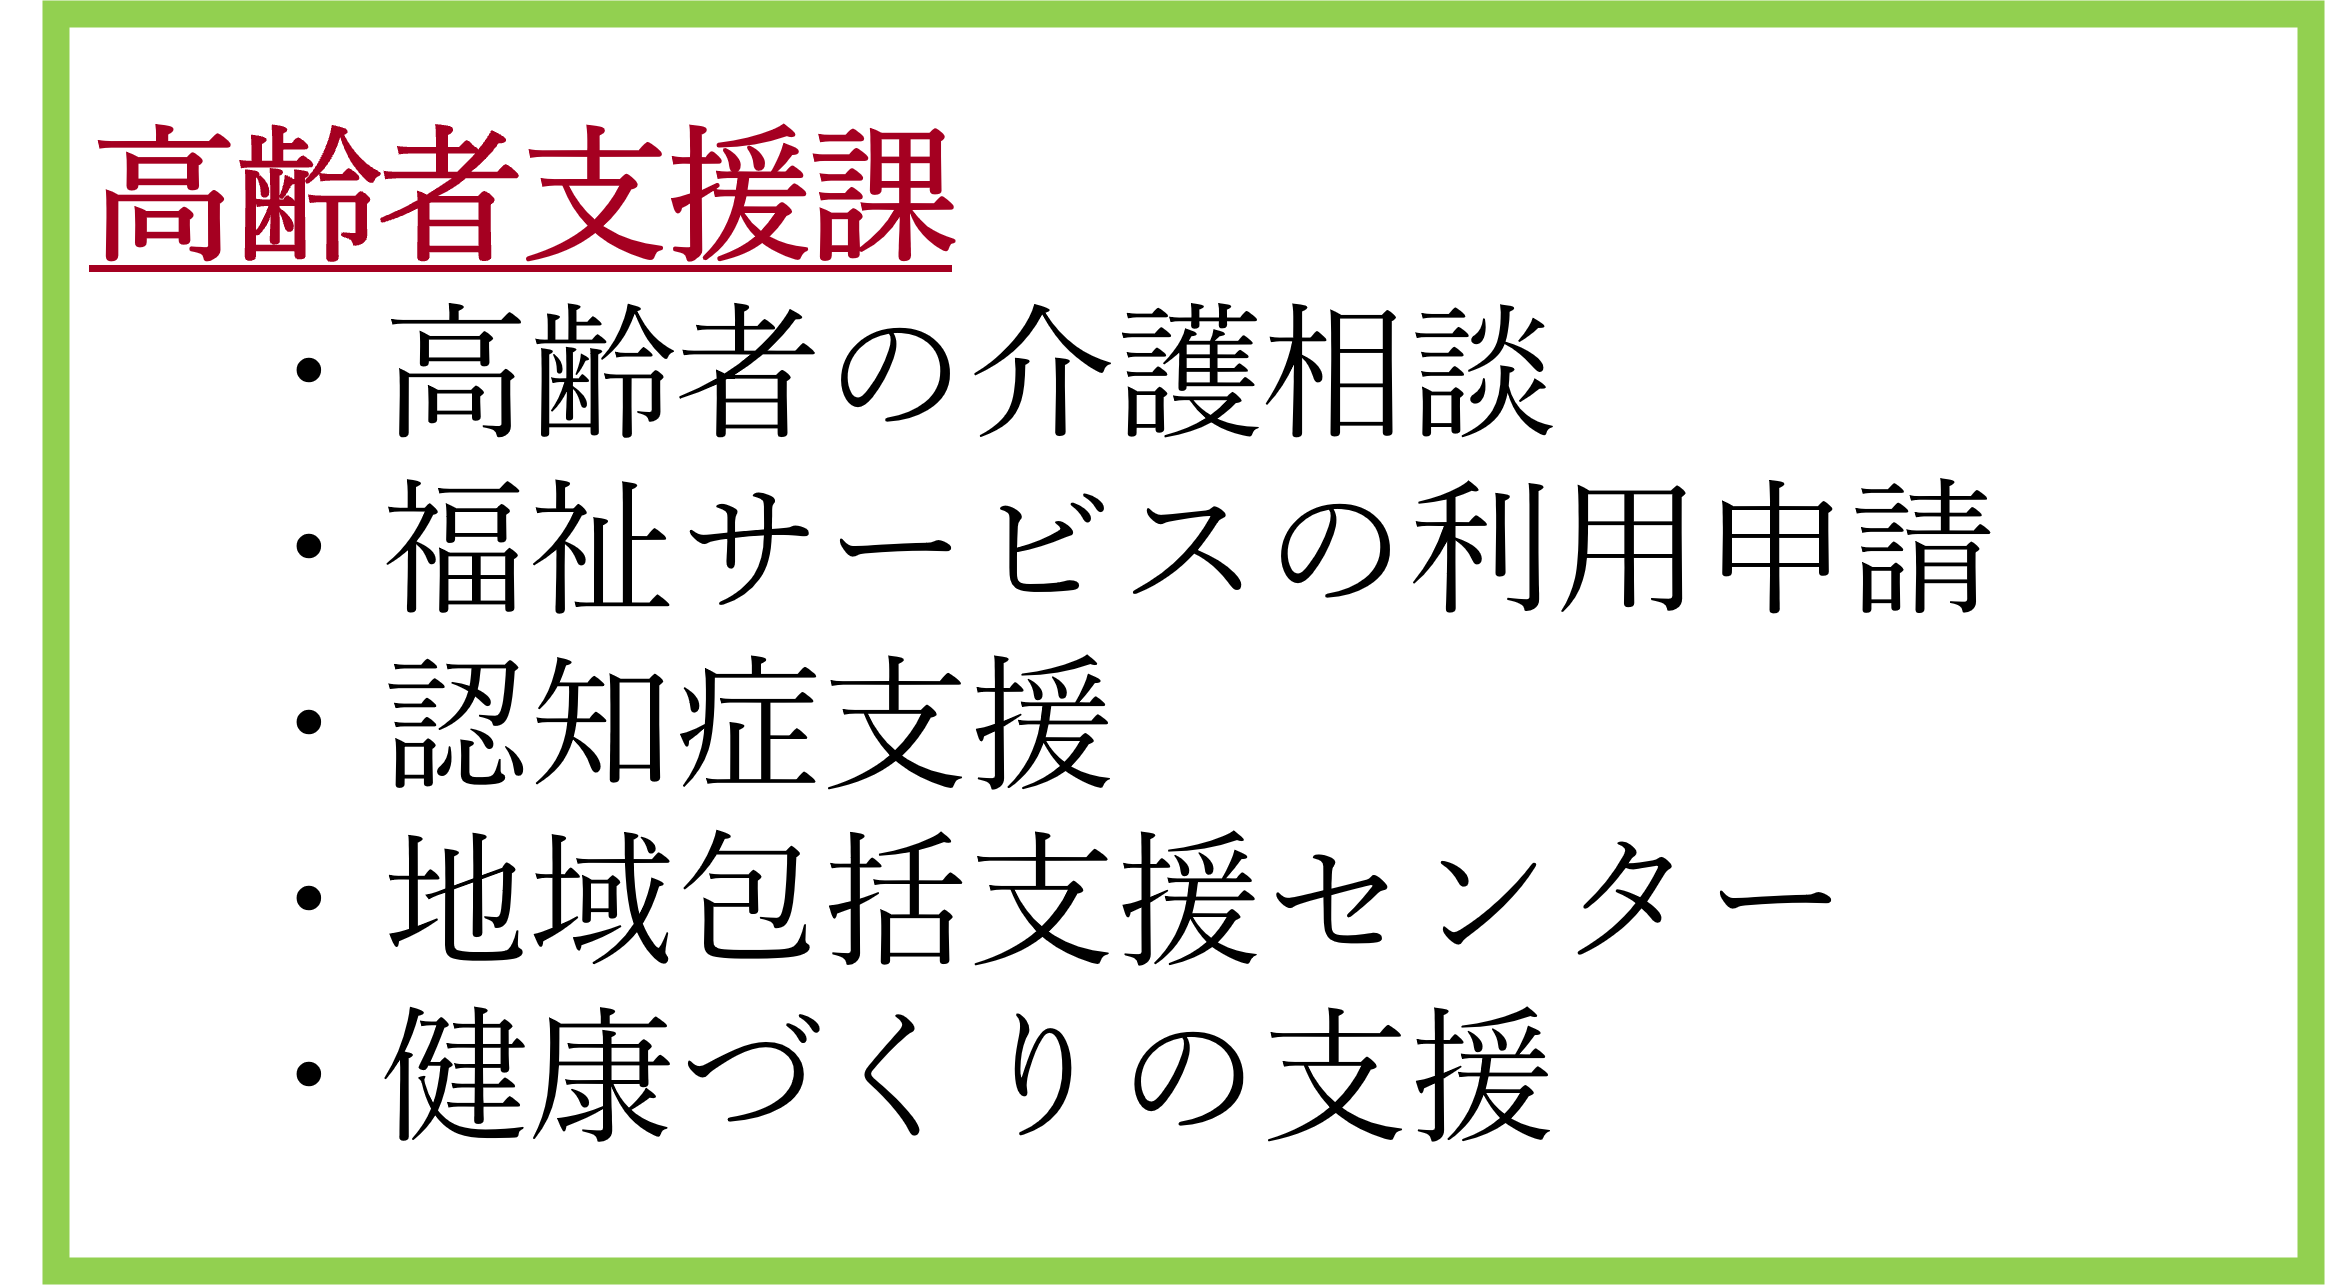 高齢者支援課
・高齢者の介護相談
・福祉サービスの利用申請
・認知症支援
・地域包括支援センター
・健康づくりの支援